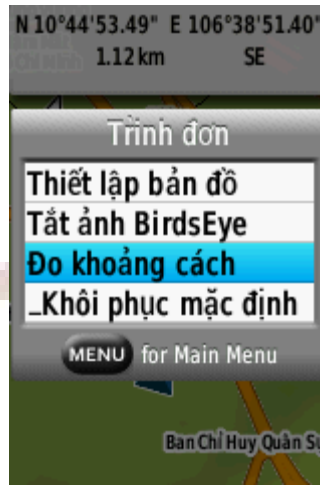 N 10°44'53.49" E 106°38'51.40"
1.12 km SE
Trình đơn
Thiết lập bản đồ
Tắt ảnh BirdsEye
Đo khoảng cách
_Khôi phục mặc định
MENU for Main Menu
Ban Chỉ Huy Quân Sự